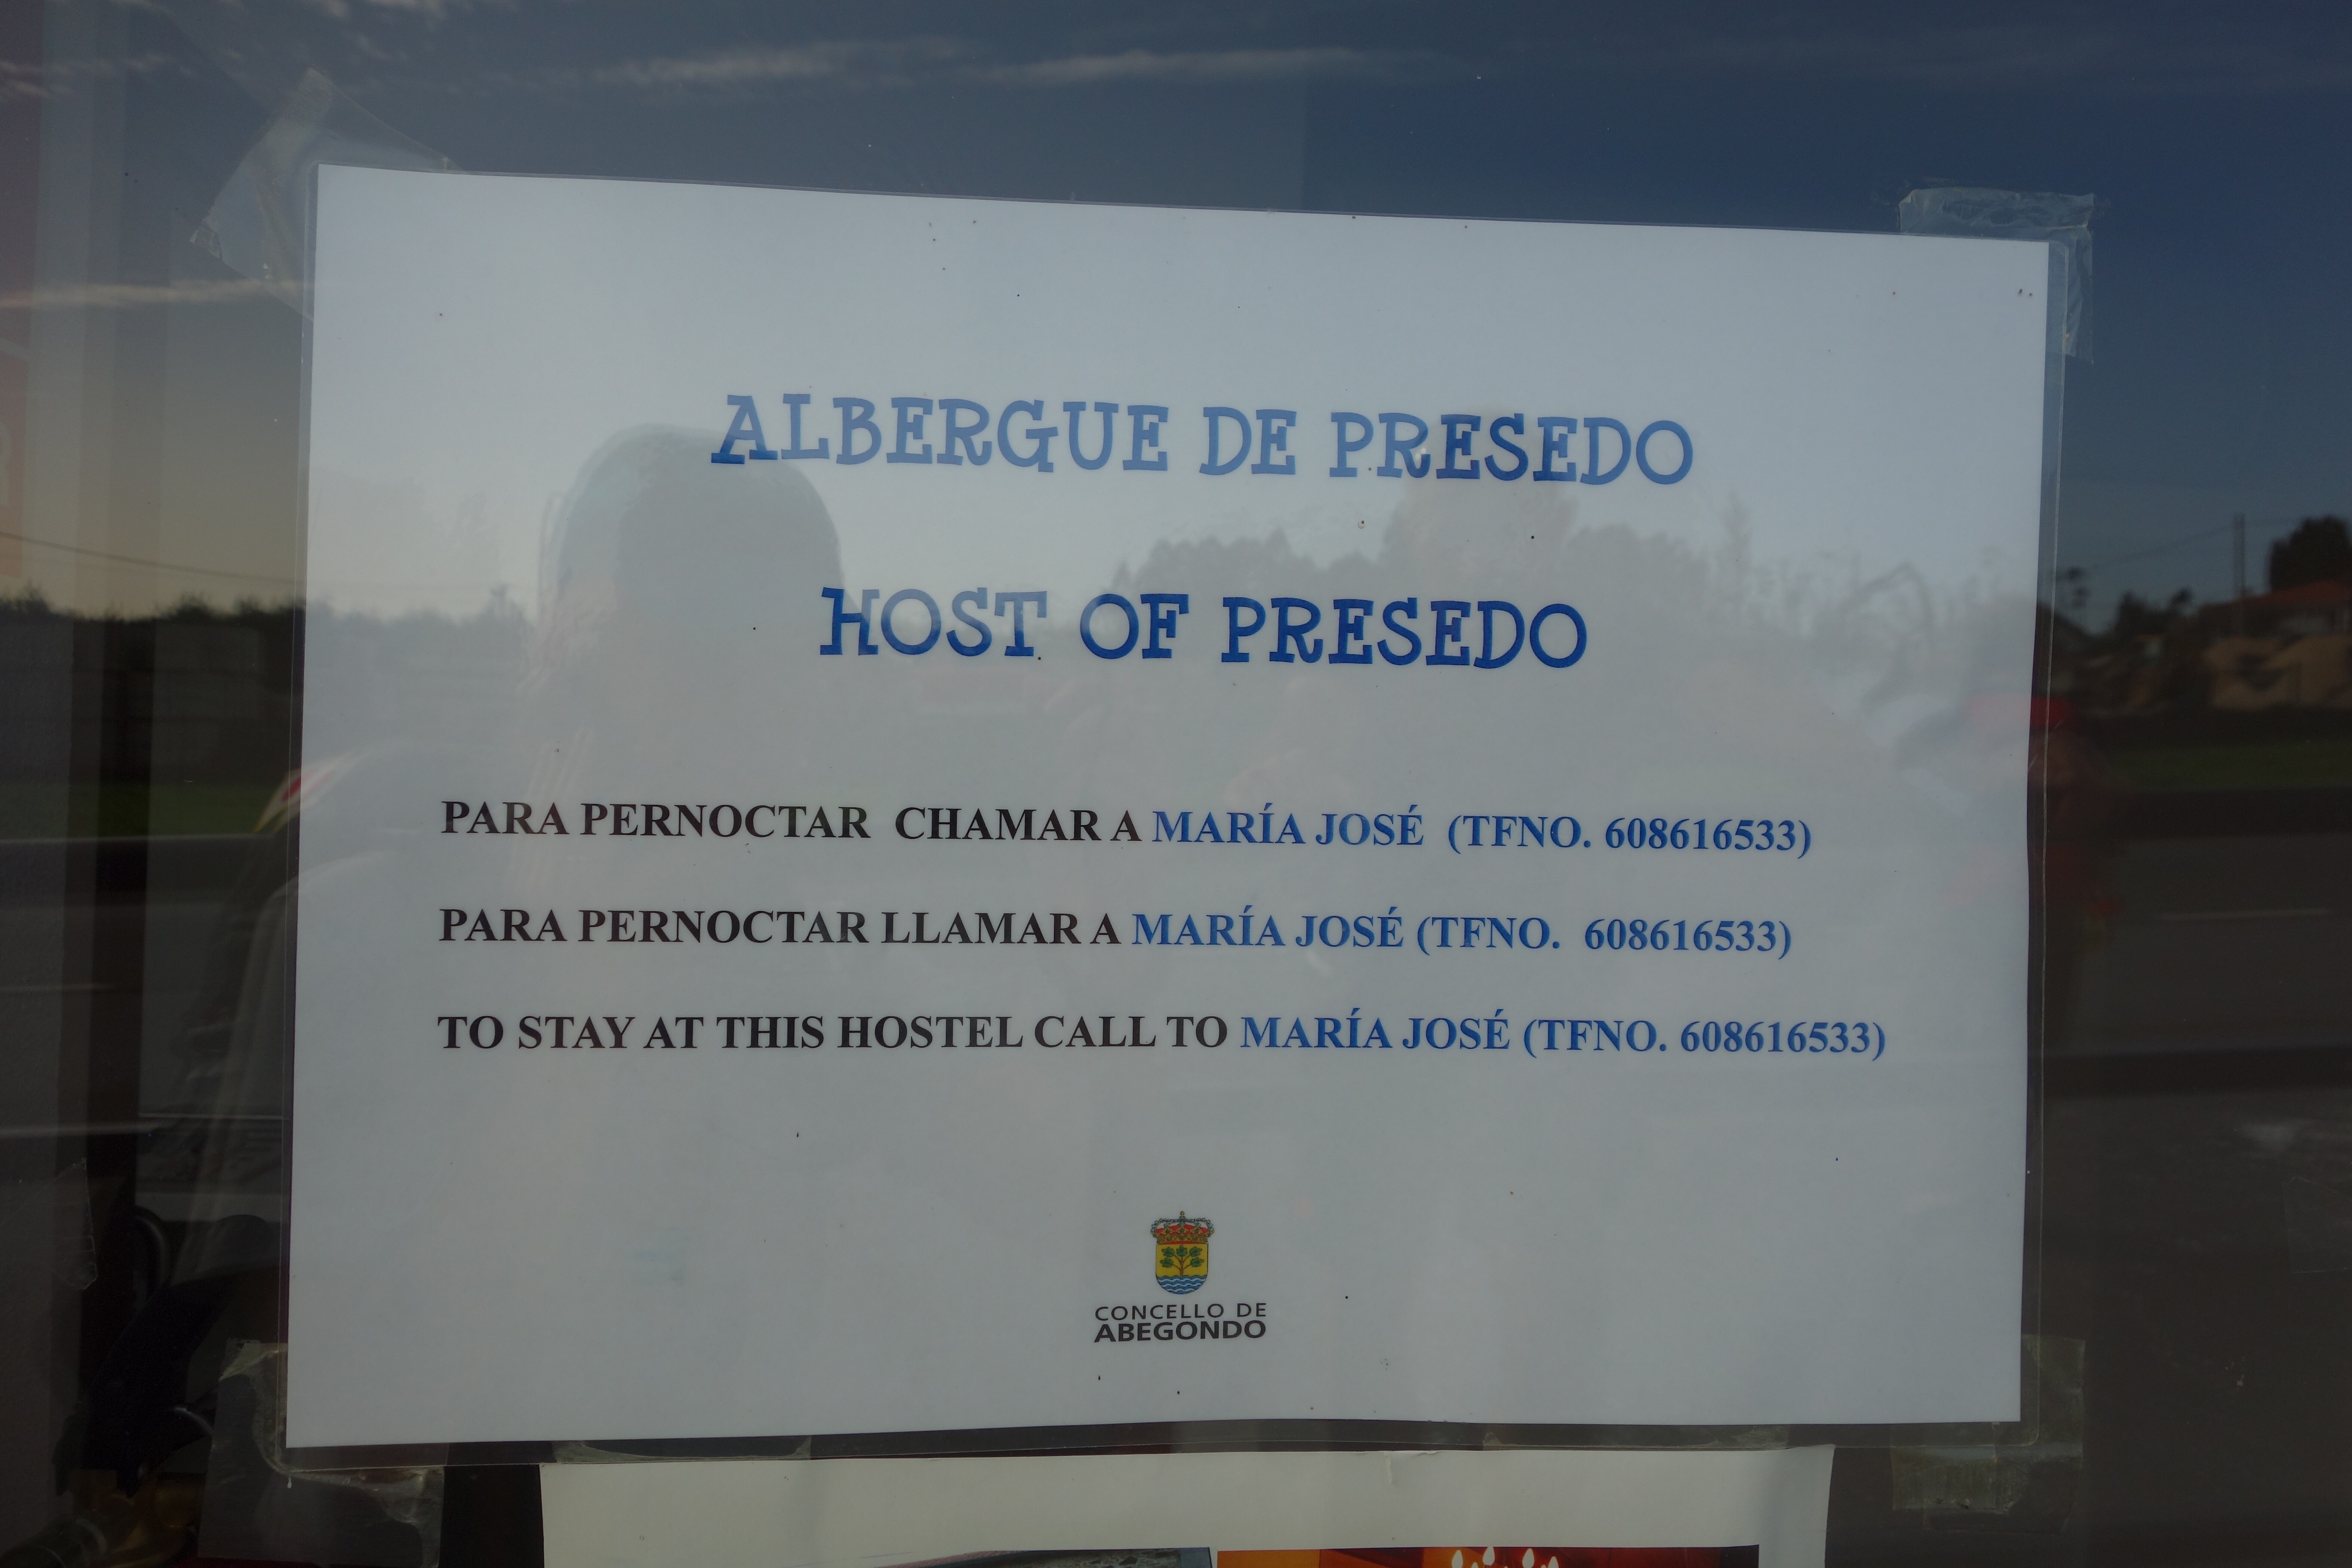 ALBERGUE DE PRESEDO
HOST OF PRESEDO
PARA PERNOCTAR CHAMAR A MARÍA JOSÉ (TFNO. 608616533)
PARA PERNOCTAR LLAMAR A MARÍA JOSÉ (TFNO. 608616533)
TO STAY AT THIS HOSTEL CALL TO MARÍA JOSÉ (TFNO. 608616533)
CONCELLO DE
ABEGONDO